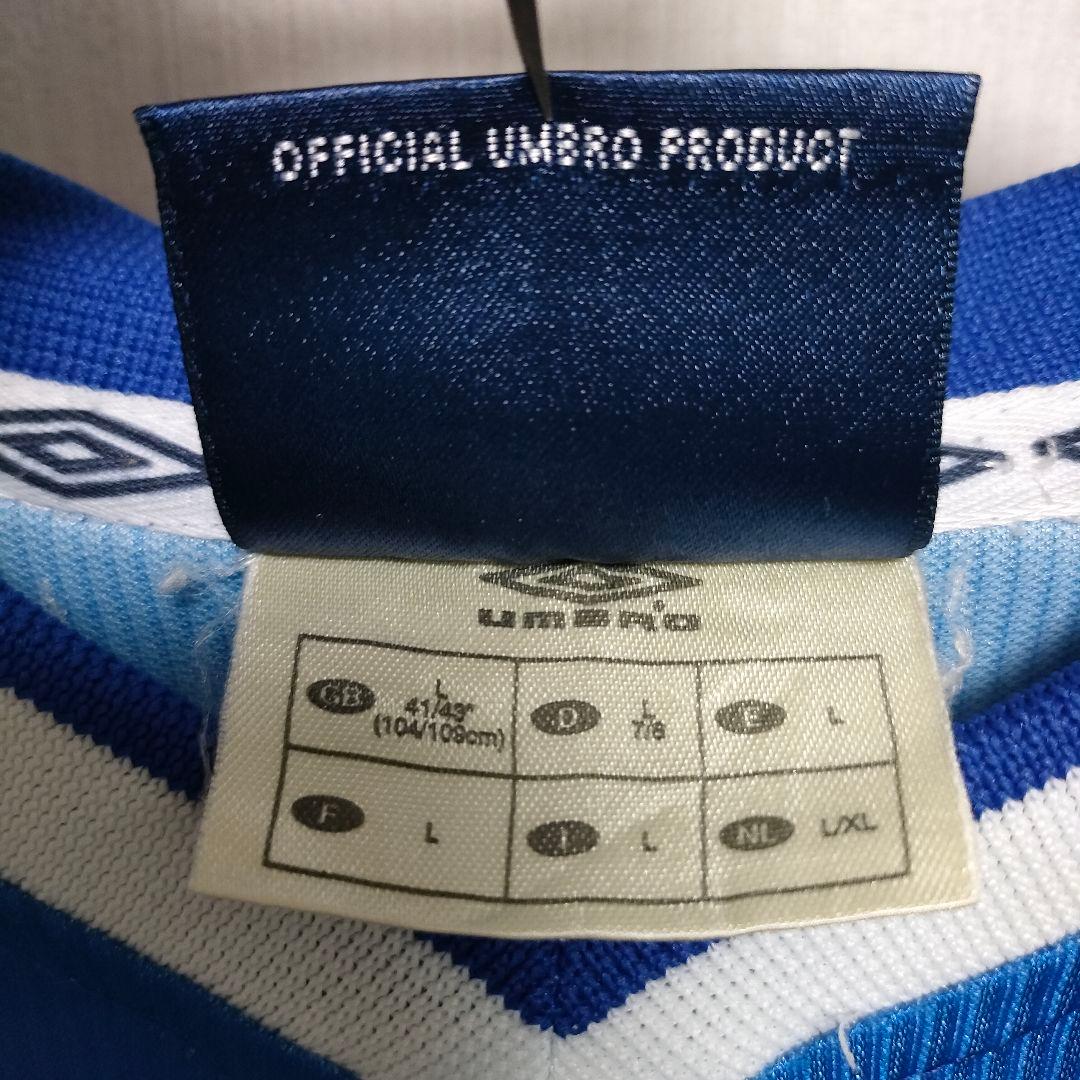 OFFICIAL UMBRO PRODUCT
umbro
GB L
41/43"
(104/109cm)
D L
7/8
E L
F L
I L
NL L/XL